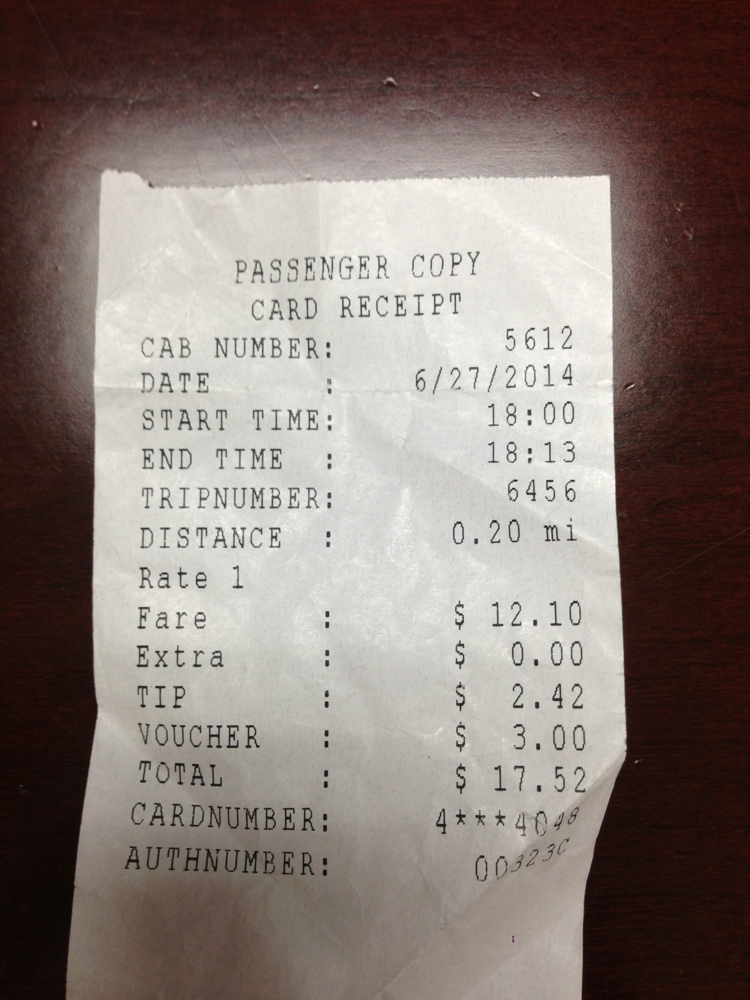 PASSENGER COPY
CARD RECEIPT
CAB NUMBER: 5612
DATE : 6/27/2014
START TIME: 18:00
END TIME : 18:13
TRIPNUMBER: 6456
DISTANCE : 0.20 mi
Rate 1
Fare : $ 12.10
Extra : $ 0.00
TIP : $ 2.42
VOUCHER : $ 3.00
TOTAL : $ 17.52
CARDNUMBER: 4***4048
AUTHNUMBER: 00323C